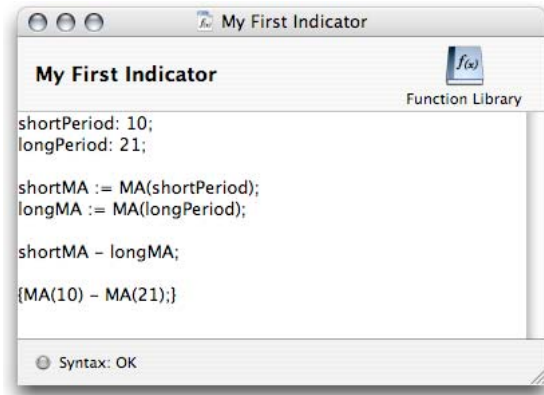 My First Indicator
My First Indicator
f(x)
Function Library
shortPeriod: 10;
longPeriod: 21;
shortMA := MA(shortPeriod);
longMA := MA(longPeriod);
shortMA – longMA;
{MA(10) – MA(21);}
Syntax: OK